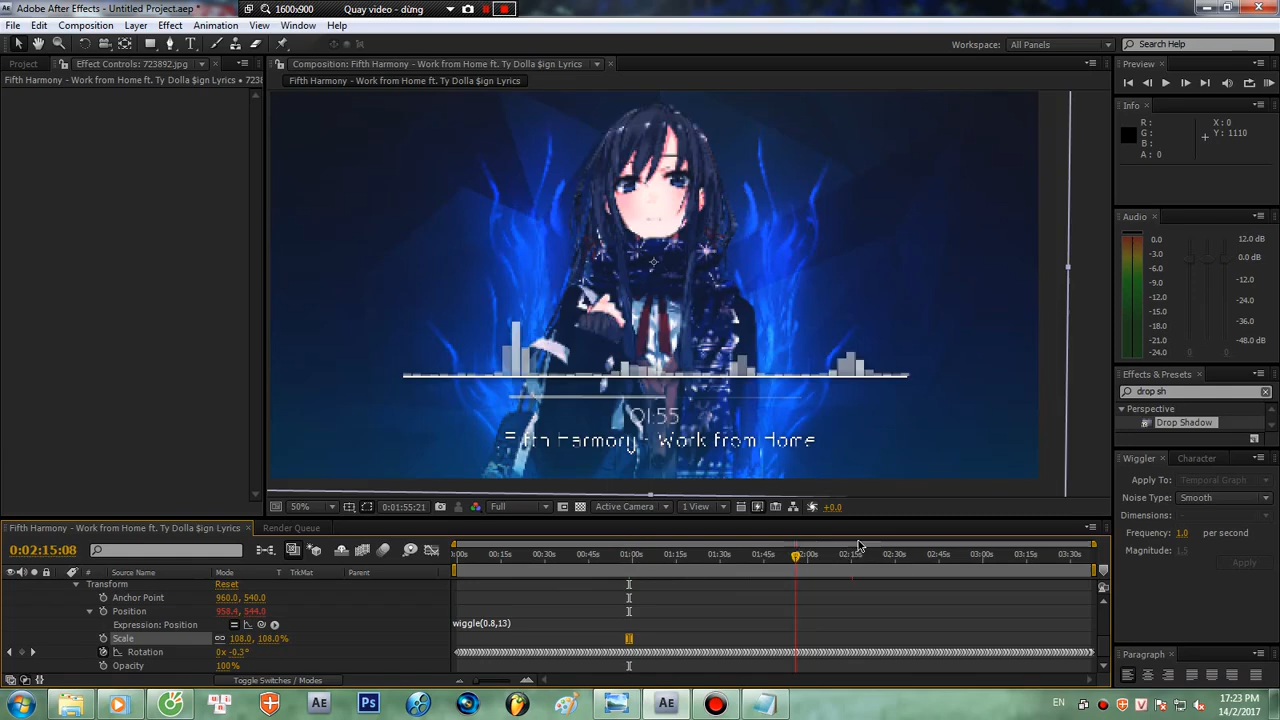 Adobe After Effects - Untitled Project.aep *
1600x900
Quay video - dừng
File Edit Composition Layer Effect Animation View Window Help
Workspace: All Panels
Search Help
Project Effect Controls: 723892.jpg
Fifth Harmony - Work from Home ft. Ty Dolla $ign Lyrics * 723
Composition: Fifth Harmony - Work from Home ft. Ty Dolla $ign Lyrics
Fifth Harmony - Work from Home ft. Ty Dolla $ign Lyrics
01:55
Fifth Harmony - Work from Home
50% 0:01:55:21 Full Active Camera 1 View +0.0
Preview
Info
R:
G:
B:
A: 0
X: 0
Y: 1110
Audio
0.0
-3.0
-6.0
-9.0
-12.0
-15.0
-18.0
-21.0
-24.0
12.0 dB
0.0 dB
-12.0
-24.0
-36.0
-48.0 dB
Effects & Presets
drop sh
Perspective
Drop Shadow
Wiggler Character
Apply To: Temporal Graph
Noise Type: Smooth
Dimensions: -
Frequency: 1.0 per second
Magnitude: 1.5
Apply
Paragraph
Fifth Harmony - Work from Home ft. Ty Dolla $ign Lyrics Render Queue
0:02:15:08
:00s 00:15s 00:30s 00:45s 01:00s 01:15s 01:30s 01:45s 02:00s 02:15s 02:30s 02:45s 03:00s 03:15s 03:30s
# Source Name Mode T TrkMat Parent
Transform Reset
Anchor Point 960.0, 540.0
Position 958.4, 544.0
Expression: Position wiggle(0.8,13)
Scale 108.0, 108.0%
Rotation 0x -0.3°
Opacity 100%
Toggle Switches / Modes
EN
17:23 CH
14/2/2017